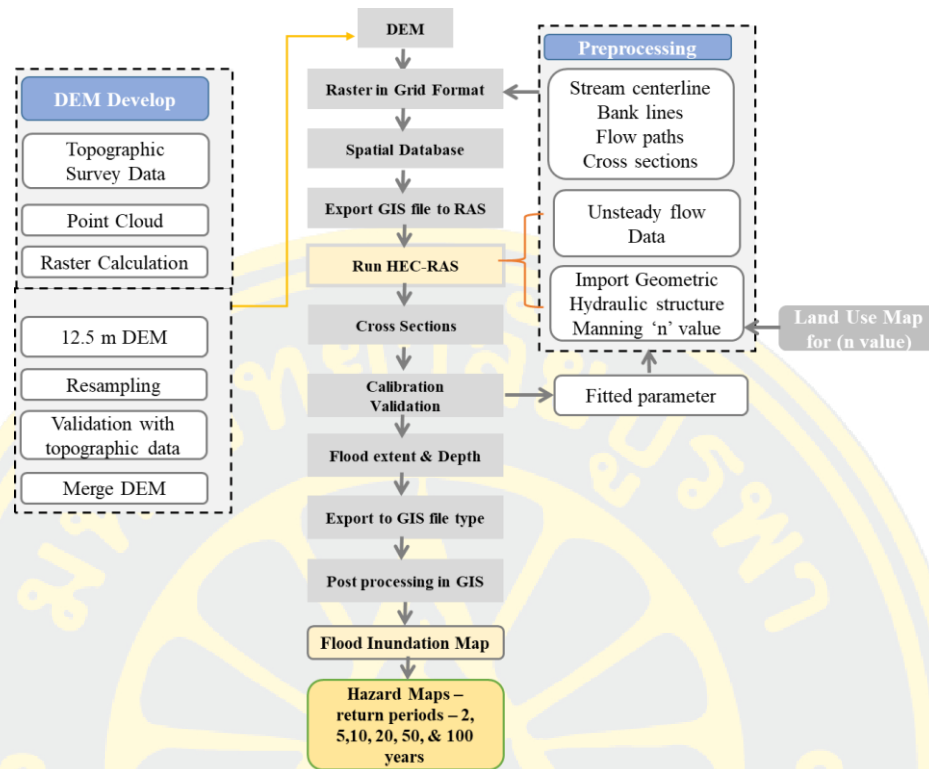 DEM
DEM Develop
Topographic
Survey Data
Point Cloud
Raster Calculation
12.5 m DEM
Resampling
Validation with
topographic data
Merge DEM
Raster in Grid Format
Spatial Database
Export GIS file to RAS
Run HEC-RAS
Cross Sections
Calibration
Validation
Flood extent & Depth
Export to GIS file type
Post processing in GIS
Flood Inundation Map
Hazard Maps –
return periods – 2,
5,10, 20, 50, & 100
years
Preprocessing
Stream centerline
Bank lines
Flow paths
Cross sections
Unsteady flow
Data
Import Geometric
Hydraulic structure
Manning ‘n’ value
Land Use Map
for (n value)
Fitted parameter